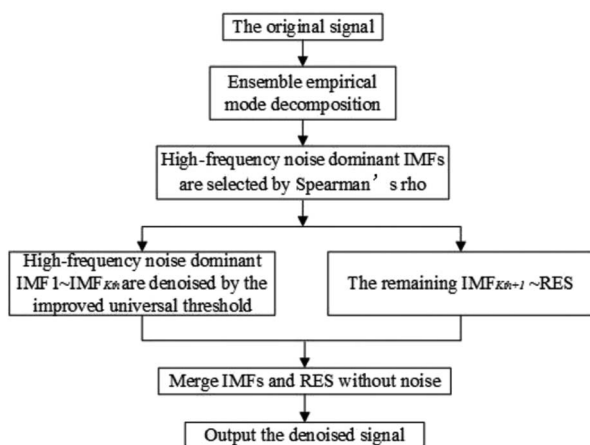 The original signal
Ensemble empirical
mode decomposition
High-frequency noise dominant IMFs
are selected by Spearman’s rho
High-frequency noise dominant
IMF1~IMFKth are denoised by the
improved universal threshold
The remaining IMFKth+1 ~RES
Merge IMFs and RES without noise
Output the denoised signal